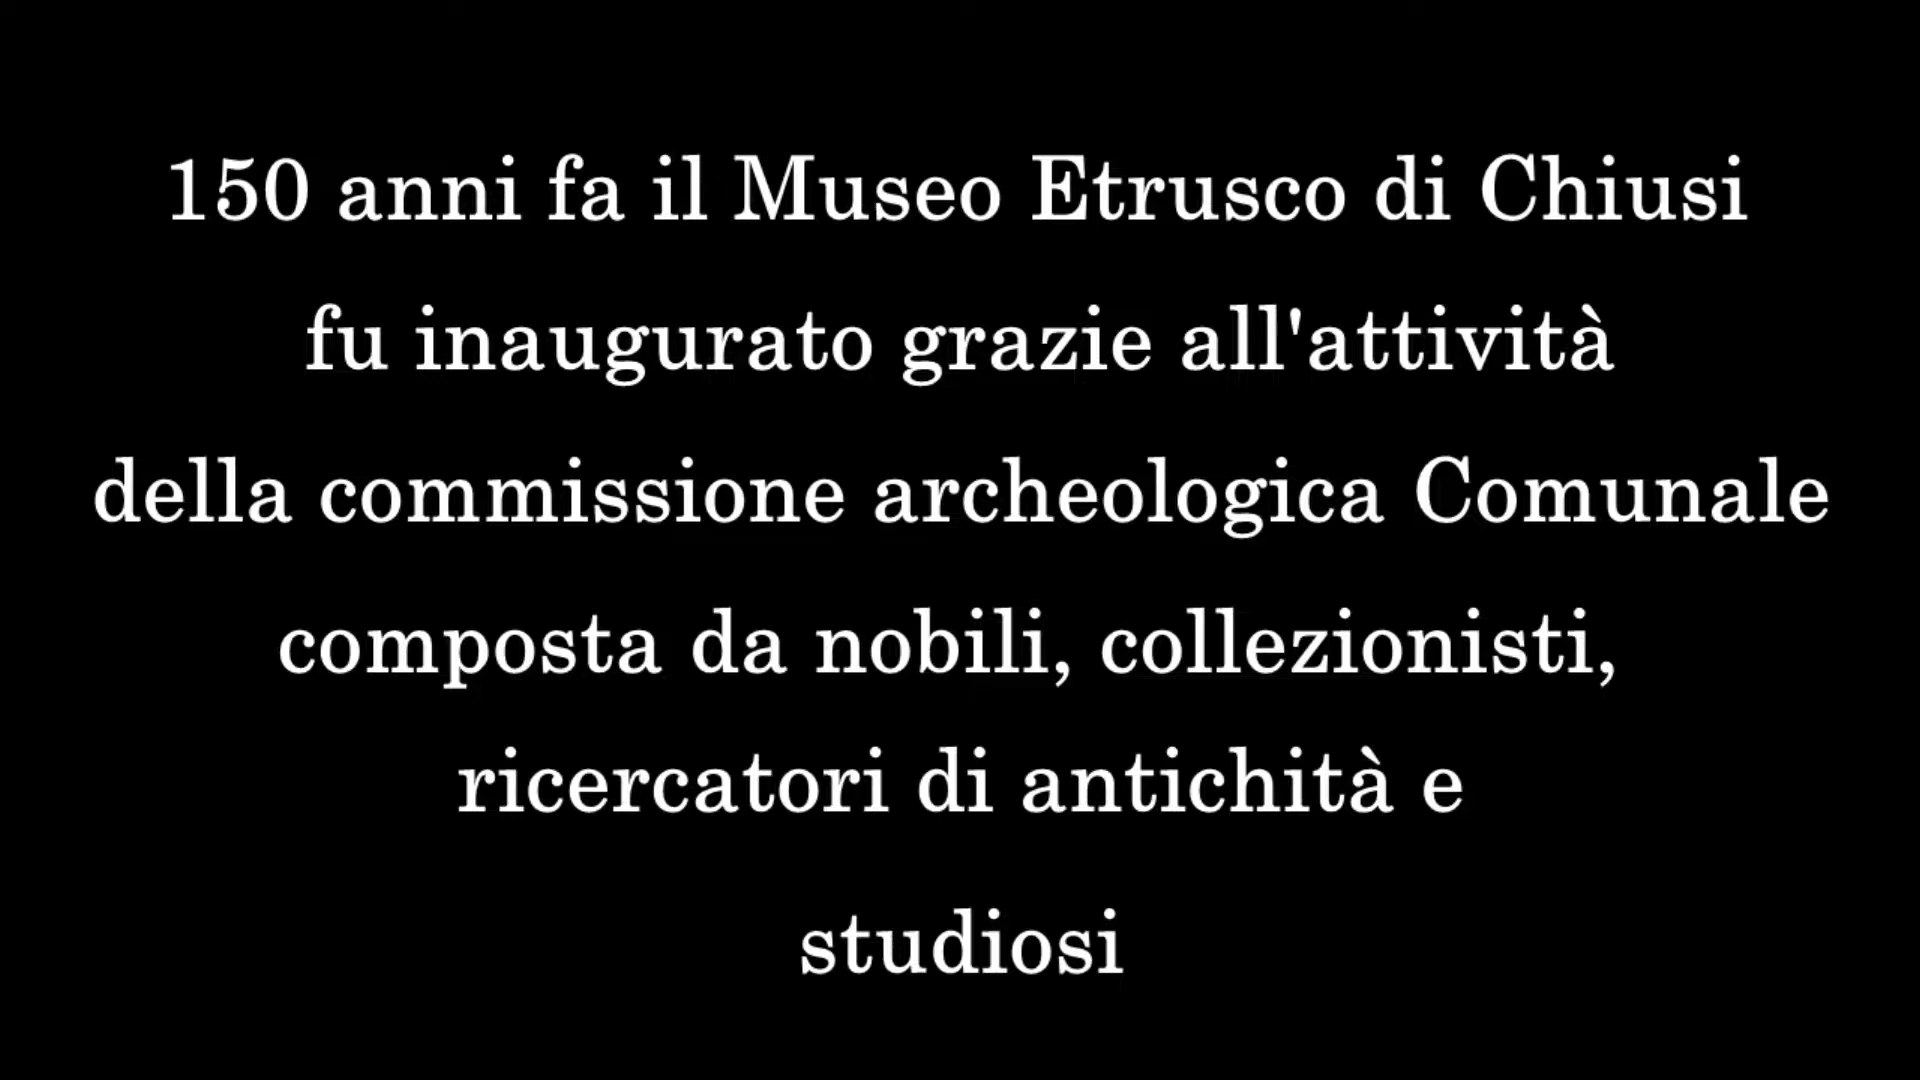 150 anni fa il Museo Etrusco di Chiusi
fu inaugurato grazie all'attività
della commissione archeologica Comunale
composta da nobili, collezionisti,
ricercatori di antichità e
studiosi